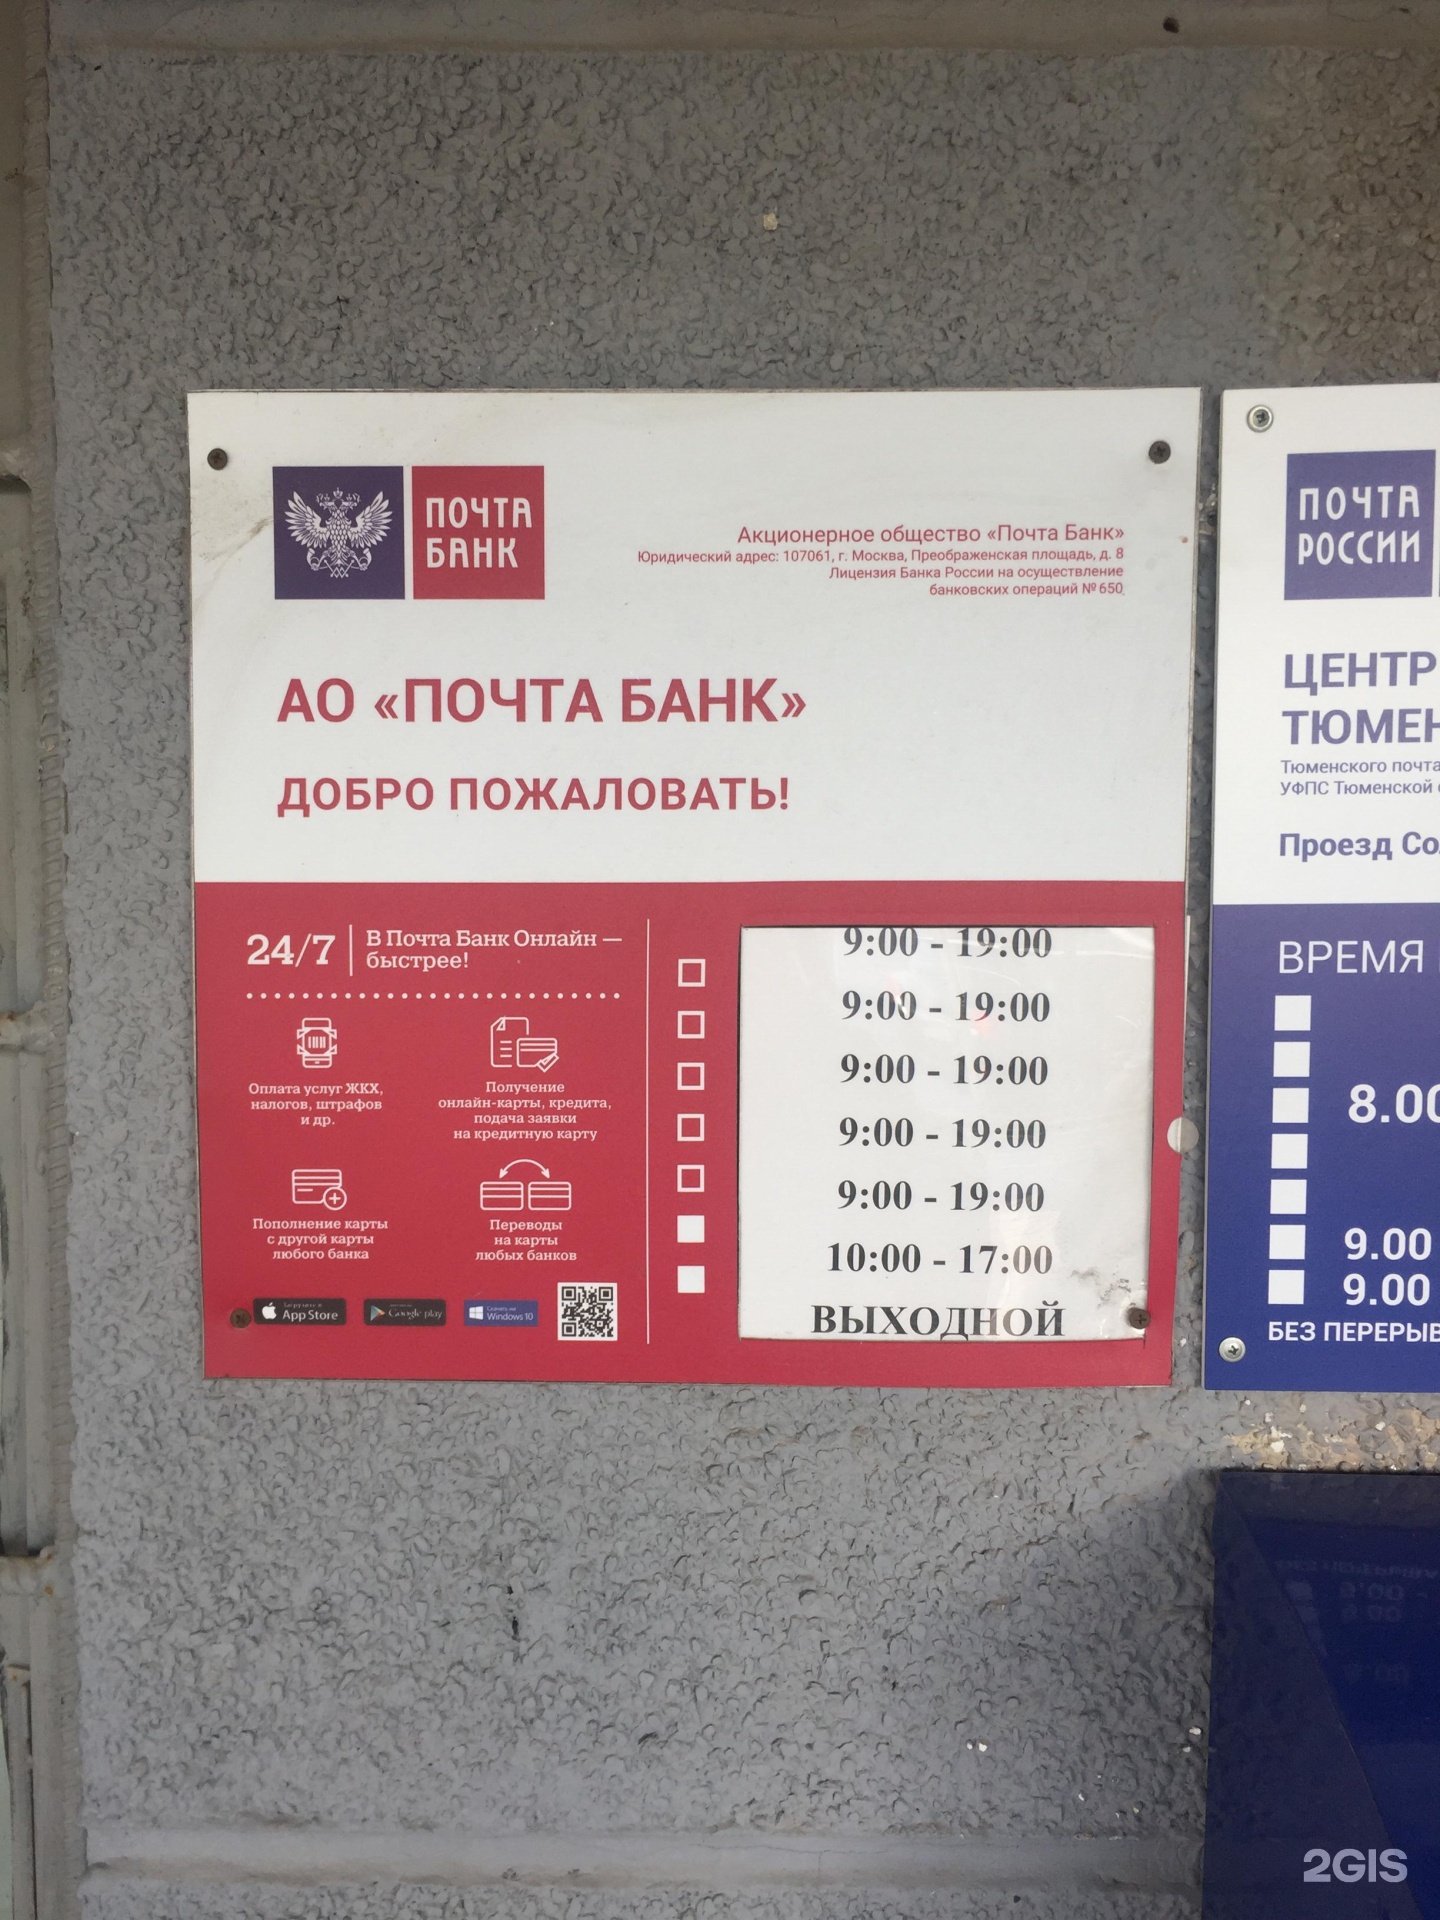 ПОЧТА
БАНК
Акционерное общество «Почта Банк»
Юридический адрес: 107061, г. Москва, Преображенская площадь, д. 8
Лицензия Банка России на осуществление
банковских операций № 650
АО «ПОЧТА БАНК»
ДОБРО ПОЖАЛОВАТЬ!
24/7
В Почта Банк Онлайн —
быстрее!
Оплата услуг ЖКХ,
налогов, штрафов
и др.
Получение
онлайн-карты, кредита,
подача заявки
на кредитную карту
Пополнение карты
с другой карты
любого банка
Переводы
на карты
любых банков
App Store
Google play
Windows 10
9:00 - 19:00
9:00 - 19:00
9:00 - 19:00
9:00 - 19:00
9:00 - 19:00
10:00 - 17:00
ВЫХОДНОЙ
ПОЧТА
РОССИИ
ЦЕНТР
ТЮМЕН
Тюменского почта
УФПС Тюменской
Проезд Со
ВРЕМЯ
8.00
9.00
9.00
БЕЗ ПЕРЕРЫВ
2GIS